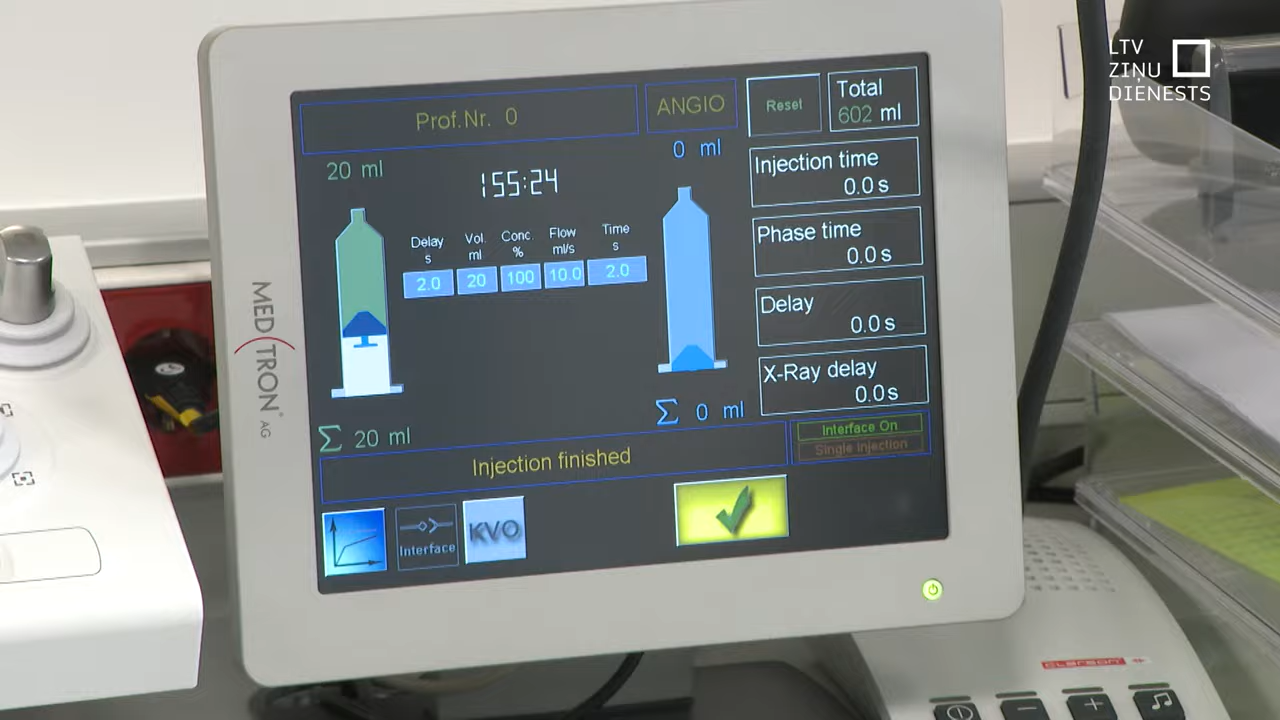 LTV
ZIŅU
DIENESTS
Prof.Nr. 0
ANGIO
Reset
Total
602 ml
20 ml
155:24
0 ml
Injection time
0.0 s
Delay Vol. Conc. Flow Time
s ml % ml/s s
2.0 20 100 10.0 2.0
Phase time
0.0 s
Delay
0.0 s
X-Ray delay
0.0 s
MEDTRON AG
Σ 20 ml
Σ 0 ml
Interface On
Single Injection
Injection finished
Interface
KVO